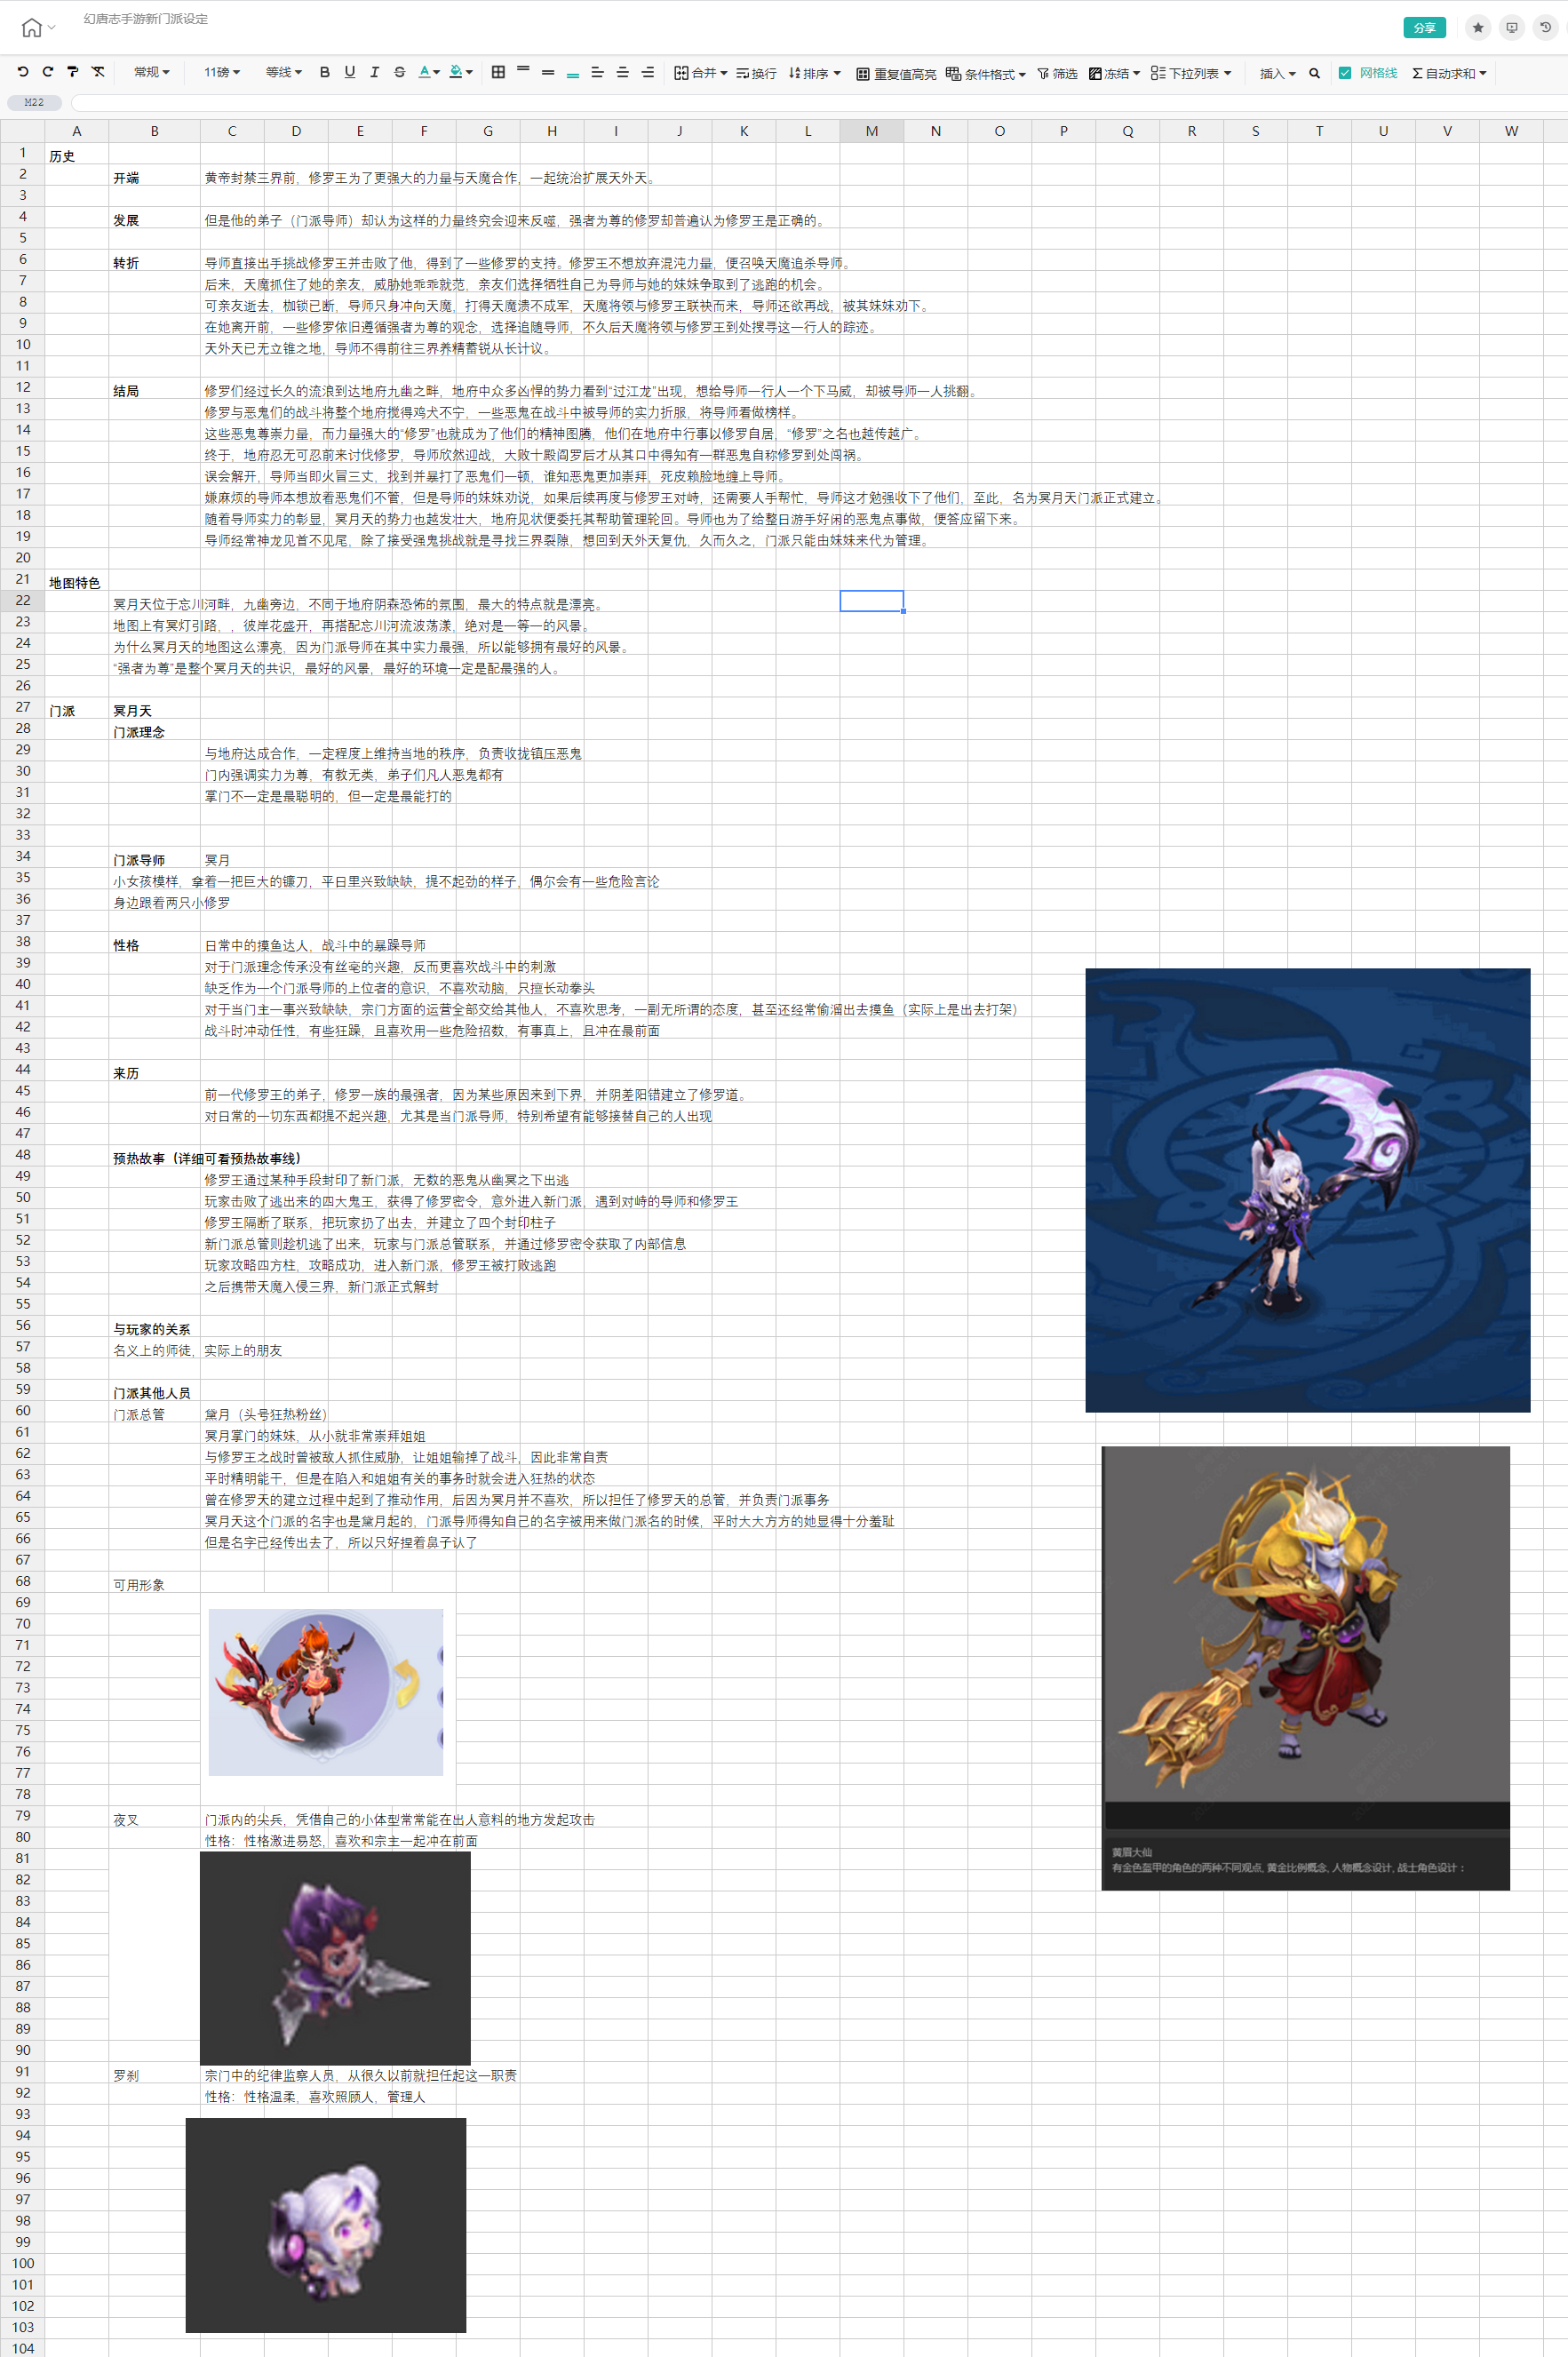 幻唐志手游新门派设定
分享
常规
11磅
等线
B U I S A
合并
换行
排序
重复值高亮
条件格式
筛选
冻结
下拉列表
插入
网格线
自动求和
M22
A B C D E F G H I J K L M N O P Q R S T U V W
1 历史
2 开端 黄帝封禁三界前，修罗王为了更强大的力量与天魔合作，一起统治扩展天外天。
3
4 发展 但是他的弟子（门派导师）却认为这样的力量终究会迎来反噬，强者为尊的修罗却普遍认为修罗王是正确的。
5
6 转折 导师直接出手挑战修罗王并击败了他，得到了一些修罗的支持。修罗王不想放弃混沌力量，便召唤天魔追杀导师。
7 后来，天魔抓住了她的亲友，威胁她乖乖就范，亲友们选择牺牲自己为导师与她的妹妹争取到了逃跑的机会。
8 可亲友逝去，枷锁已断，导师只身冲向天魔，打得天魔溃不成军，天魔将领与修罗王联袂而来，导师还欲再战，被其妹妹劝下。
9 在她离开前，一些修罗依旧遵循强者为尊的观念，选择追随导师，不久后天魔将领与修罗王到处搜寻这一行人的踪迹。
10 天外天已无立锥之地，导师不得前往三界养精蓄锐从长计议。
11
12 结局 修罗们经过长久的流浪到达地府九幽之畔，地府中众多凶悍的势力看到“过江龙”出现，想给导师一行人一个下马威，却被导师一人挑翻。
13 修罗与恶鬼们的战斗将整个地府搅得鸡犬不宁，一些恶鬼在战斗中被导师的实力折服，将导师看做榜样。
14 这些恶鬼尊崇力量，而力量强大的“修罗”也就成为了他们的精神图腾，他们在地府中行事以修罗自居，“修罗”之名也越传越广。
15 终于，地府忍无可忍前来讨伐修罗，导师欣然迎战，大败十殿阎罗后才从其口中得知有一群恶鬼自称修罗到处闯祸。
16 误会解开，导师当即火冒三丈，找到并暴打了恶鬼们一顿，谁知恶鬼更加崇拜，死皮赖脸地缠上导师。
17 嫌麻烦的导师本想放着恶鬼们不管，但是导师的妹妹劝说，如果后续再度与修罗王对峙，还需要人手帮忙，导师这才勉强收下了他们，至此，名为冥月天门派正式建立。
18 随着导师实力的彰显，冥月天的势力也越发壮大，地府见状便委托其帮助管理轮回。导师也为了给整日游手好闲的恶鬼点事做，便答应留下来。
19 导师经常神龙见首不见尾，除了接受强鬼挑战就是寻找三界裂隙，想回到天外天复仇，久而久之，门派只能由妹妹来代为管理。
20
21 地图特色
22 冥月天位于忘川河畔，九幽旁边，不同于地府阴森恐怖的氛围，最大的特点就是漂亮。
23 地图上有冥灯引路，，彼岸花盛开，再搭配忘川河流波荡漾，绝对是一等一的风景。
24 为什么冥月天的地图这么漂亮，因为门派导师在其中实力最强，所以能够拥有最好的风景。
25 “强者为尊”是整个冥月天的共识，最好的风景，最好的环境一定是配最强的人。
26
27 门派 冥月天
28 门派理念
29 与地府达成合作，一定程度上维持当地的秩序，负责收拢镇压恶鬼
30 门内强调实力为尊，有教无类，弟子们凡人恶鬼都有
31 掌门不一定是最聪明的，但一定是最能打的
32
33
34 门派导师 冥月
35 小女孩模样，拿着一把巨大的镰刀，平日里兴致缺缺，提不起劲的样子，偶尔会有一些危险言论
36 身边跟着两只小修罗
37
38 性格 日常中的摸鱼达人，战斗中的暴躁导师
39 对于门派理念传承没有丝毫的兴趣，反而更喜欢战斗中的刺激
40 缺乏作为一个门派导师的上位者的意识，不喜欢动脑，只擅长动拳头
41 对于当门主一事兴致缺缺，宗门方面的运营全部交给其他人，不喜欢思考，一副无所谓的态度，甚至还经常偷溜出去摸鱼（实际上是出去打架）
42 战斗时冲动任性，有些狂躁，且喜欢用一些危险招数，有事真上，且冲在最前面
43
44 来历
45 前一代修罗王的弟子，修罗一族的最强者，因为某些原因来到下界，并阴差阳错建立了修罗道。
46 对日常的一切东西都提不起兴趣，尤其是当门派导师，特别希望有能够接替自己的人出现
47
48 预热故事（详细可看预热故事线）
49 修罗王通过某种手段封印了新门派，无数的恶鬼从幽冥之下出逃
50 玩家击败了逃出来的四大鬼王，获得了修罗密令，意外进入新门派，遇到对峙的导师和修罗王
51 修罗王隔断了联系，把玩家扔了出去，并建立了四个封印柱子
52 新门派总管则趁机逃了出来，玩家与门派总管联系，并通过修罗密令获取了内部信息
53 玩家攻略四方柱，攻略成功，进入新门派，修罗王被打败逃跑
54 之后携带天魔入侵三界，新门派正式解封
55
56 与玩家的关系
57 名义上的师徒，实际上的朋友
58
59 门派其他人员
60 门派总管 黛月（头号狂热粉丝）
61 冥月掌门的妹妹，从小就非常崇拜姐姐
62 与修罗王之战时曾被敌人抓住威胁，让姐姐输掉了战斗，因此非常自责
63 平时精明能干，但是在陷入和姐姐有关的事务时就会进入狂热的状态
64 曾在修罗天的建立过程中起到了推动作用，后因为冥月并不喜欢，所以担任了修罗天的总管，并负责门派事务
65 冥月天这个门派的名字也是黛月起的，门派导师得知自己的名字被用来做门派名的时候，平时大大方方的她显得十分羞耻
66 但是名字已经传出去了，所以只好捏着鼻子认了
67
68 可用形象
69
70
71
72
73
74
75
76
77
78
79 夜叉 门派内的尖兵，凭借自己的小体型常常能在出人意料的地方发起攻击
80 性格：性格激进易怒，喜欢和宗主一起冲在前面
黄眉大仙
有金色盔甲的角色的两种不同观点, 黄金比例概念, 人物概念设计, 战士角色设计：
81
82
83
84
85
86
87
88
89
90
91 罗刹 宗门中的纪律监察人员，从很久以前就担任起这一职责
92 性格：性格温柔，喜欢照顾人，管理人
93
94
95
96
97
98
99
100
101
102
103
104